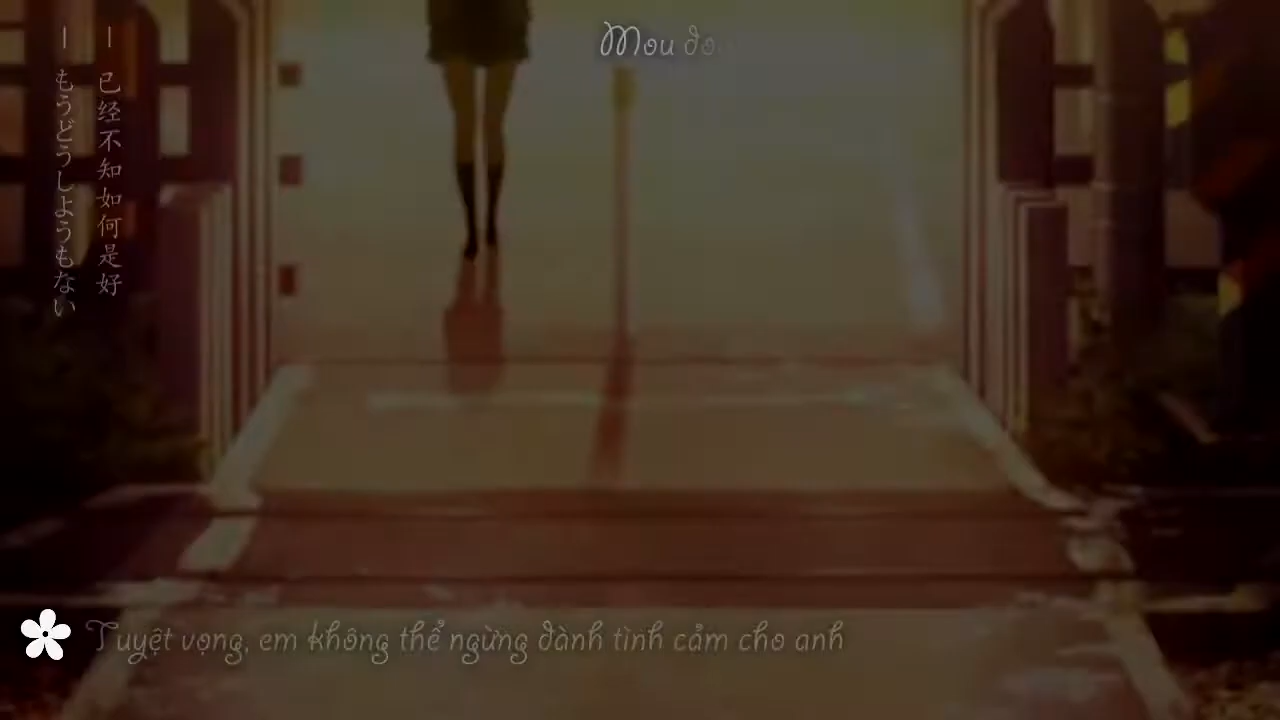 Mou dou
｜もうどうしようもない
｜已经不知如何是好
Tuyệt vọng, em không thể ngừng dành tình cảm cho anh